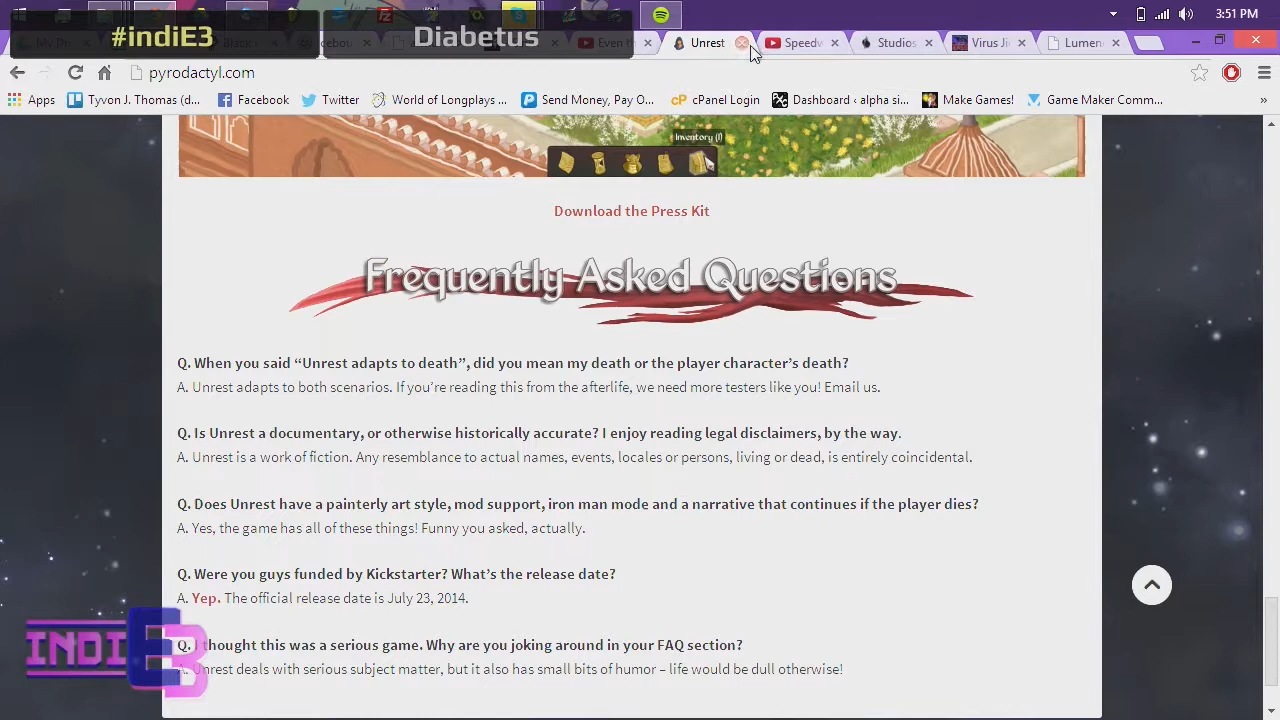 3:51 PM
#indiE3
Diabetus
Even t
Unrest
Speedv
Studios
Virus Ji
Lumen
pyrodactyl.com
Apps
Tyvon J. Thomas (d...
Facebook
Twitter
World of Longplays ...
Send Money, Pay O...
cPanel Login
Dashboard ‹ alpha si...
Make Games!
Game Maker Comm...
»
Inventory (I)
Download the Press Kit
Frequently Asked Questions
Q. When you said “Unrest adapts to death”, did you mean my death or the player character’s death?
A. Unrest adapts to both scenarios. If you’re reading this from the afterlife, we need more testers like you! Email us.
Q. Is Unrest a documentary, or otherwise historically accurate? I enjoy reading legal disclaimers, by the way.
A. Unrest is a work of fiction. Any resemblance to actual names, events, locales or persons, living or dead, is entirely coincidental.
Q. Does Unrest have a painterly art style, mod support, iron man mode and a narrative that continues if the player dies?
A. Yes, the game has all of these things! Funny you asked, actually.
Q. Were you guys funded by Kickstarter? What’s the release date?
A. Yep. The official release date is July 23, 2014.
Q. I thought this was a serious game. Why are you joking around in your FAQ section?
A. Unrest deals with serious subject matter, but it also has small bits of humor – life would be dull otherwise!
INDIE3